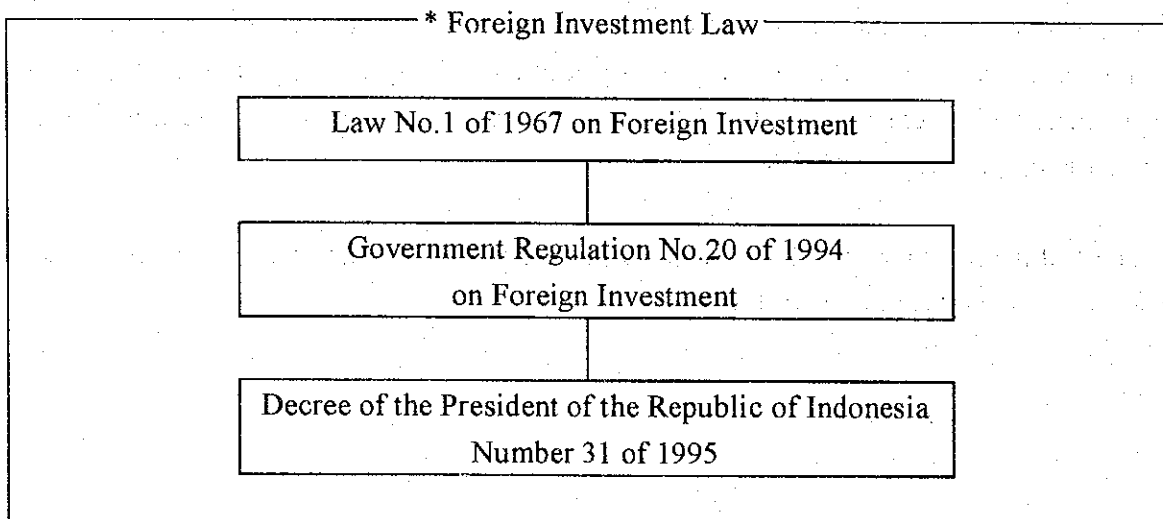 * Foreign Investment Law
Law No.1 of 1967 on Foreign Investment
Government Regulation No.20 of 1994
on Foreign Investment
Decree of the President of the Republic of Indonesia
Number 31 of 1995